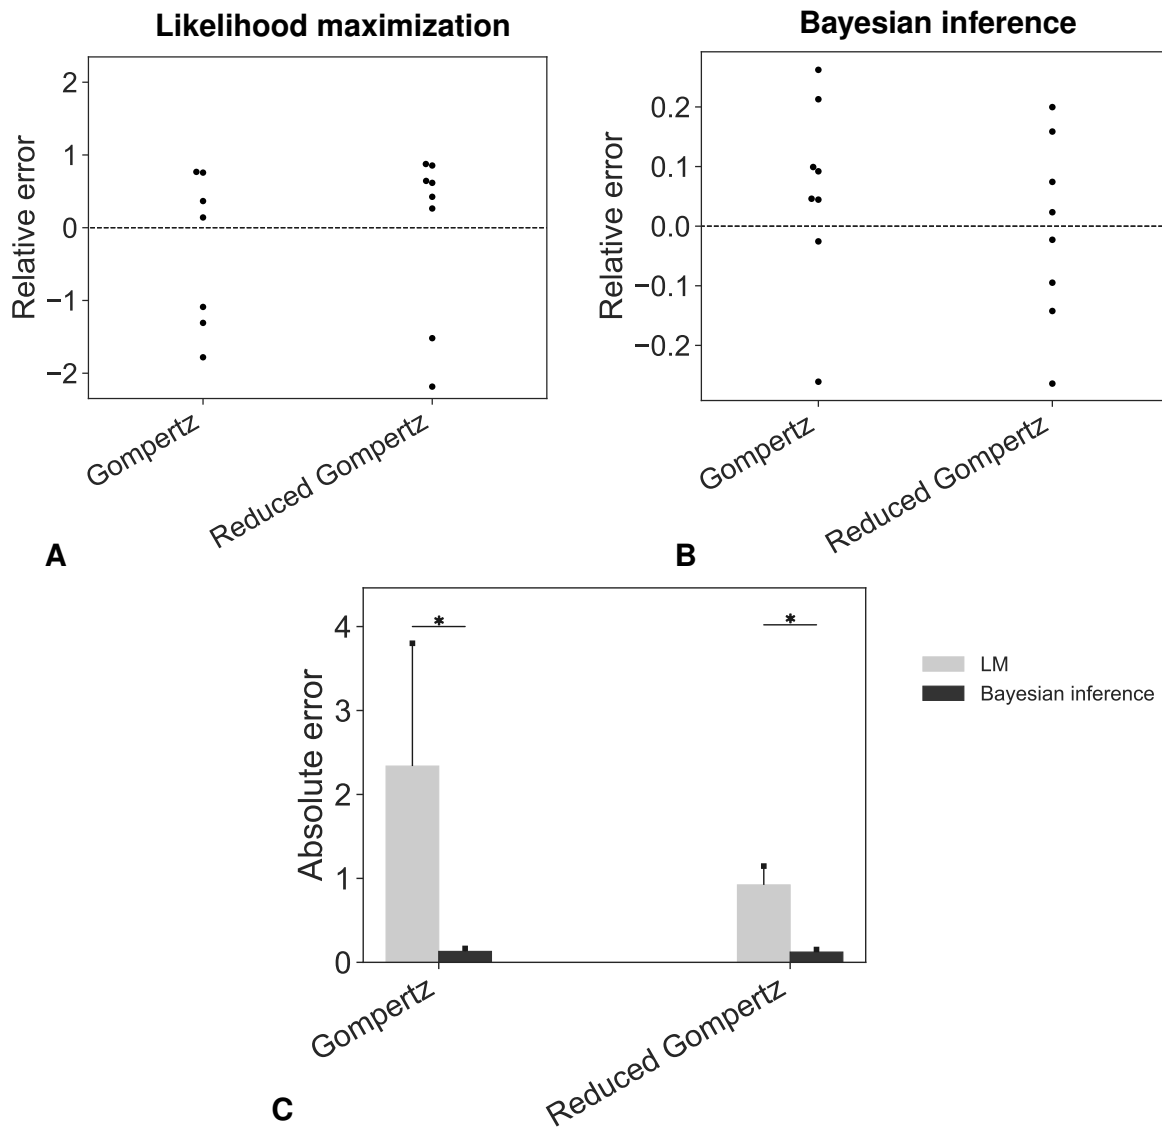 Likelihood maximization
Relative error
2
1
0
−1
−2
Gompertz
Reduced Gompertz
A
Bayesian inference
Relative error
0.2
0.1
0.0
−0.1
−0.2
Gompertz
Reduced Gompertz
B
Absolute error
4
3
2
1
0
*
*
Gompertz
Reduced Gompertz
LM
Bayesian inference
C